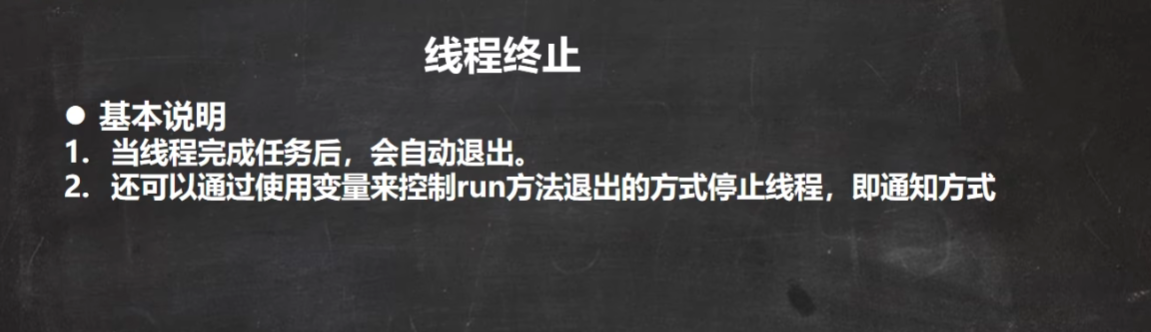 线程终止
● 基本说明
1. 当线程完成任务后，会自动退出。
2. 还可以通过使用变量来控制run方法退出的方式停止线程，即通知方式